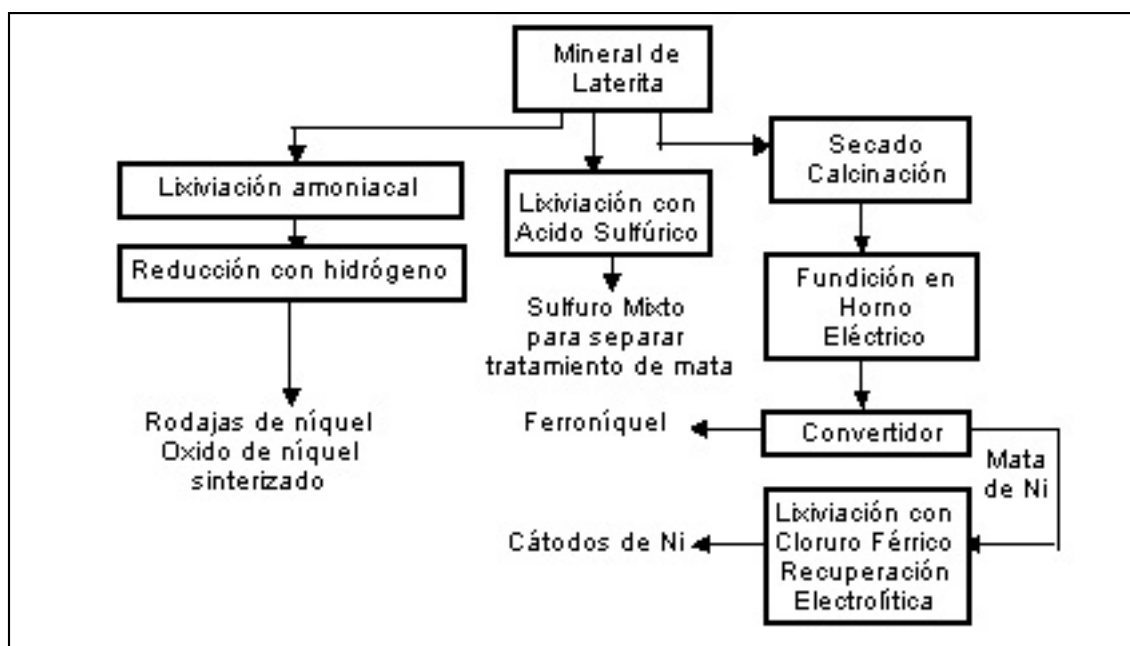 Mineral de
Laterita
Lixiviación amoniacal
Reducción con hidrógeno
Rodajas de níquel
Oxido de níquel
sinterizado
Lixiviación con
Acido Sulfúrico
Sulfuro Mixto
para separar
tratamiento de mata
Secado
Calcinación
Fundición en
Horno
Eléctrico
Convertidor
Ferroníquel
Mata
de Ni
Lixiviación con
Cloruro Férrico
Recuperación
Electrolítica
Cátodos de Ni